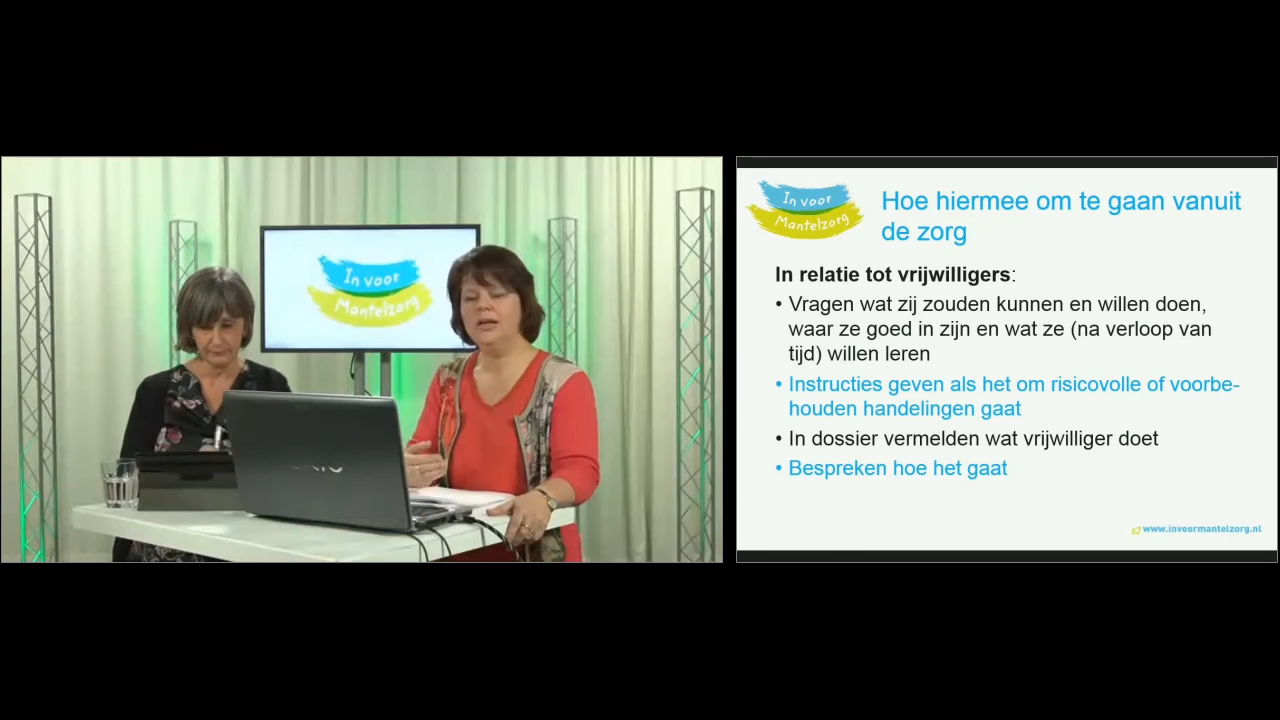 In voor
Mantelzorg
VAIO
In voor
Mantelzorg
Hoe hiermee om te gaan vanuit
de zorg
In relatie tot vrijwilligers:
• Vragen wat zij zouden kunnen en willen doen,
waar ze goed in zijn en wat ze (na verloop van
tijd) willen leren
• Instructies geven als het om risicovolle of voorbe-
houden handelingen gaat
• In dossier vermelden wat vrijwilliger doet
• Bespreken hoe het gaat
www.invoormantelzorg.nl